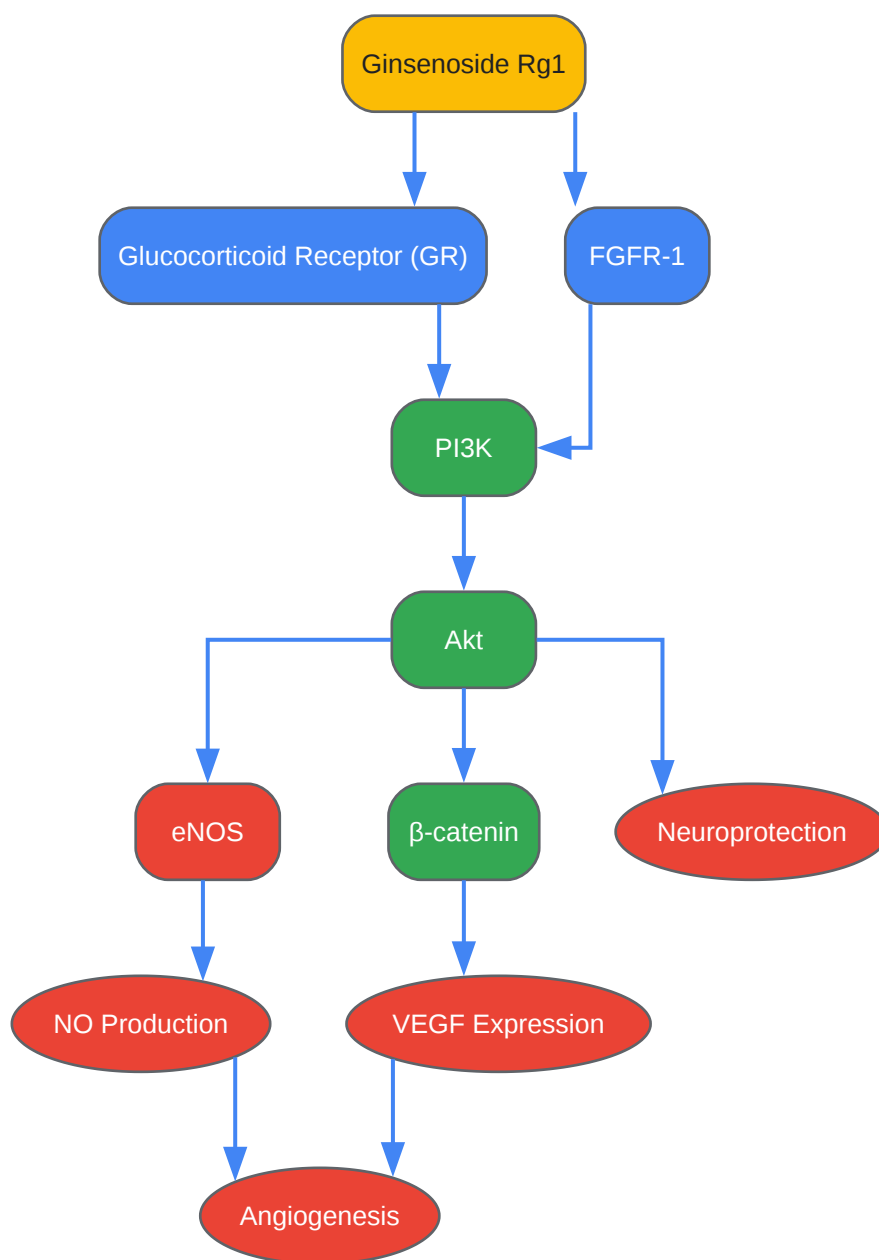 Ginsenoside Rg1
Glucocorticoid Receptor (GR)
FGFR-1
PI3K
Akt
eNOS
β-catenin
Neuroprotection
NO Production
VEGF Expression
Angiogenesis